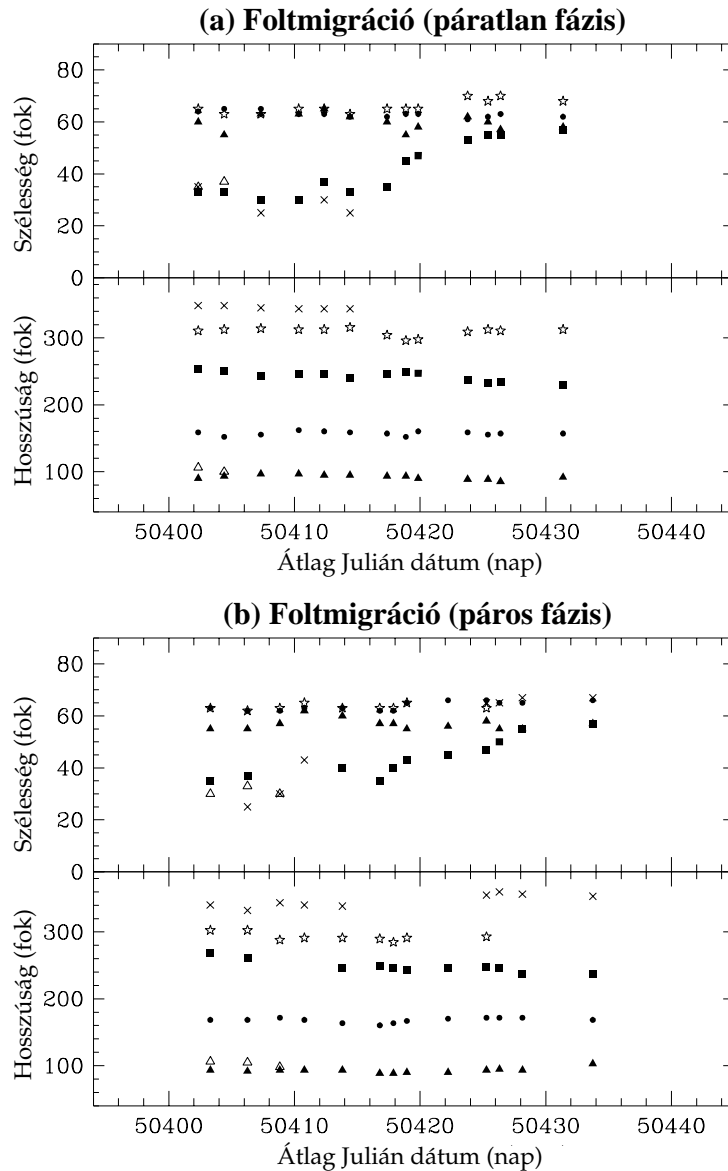 (a) Foltmigráció (páratlan fázis)
80
60
40
20
0
Szélesség (fok)
300
200
100
Hosszúság (fok)
50400 50410 50420 50430 50440
Átlag Julián dátum (nap)
(b) Foltmigráció (páros fázis)
80
60
40
20
0
Szélesség (fok)
300
200
100
Hosszúság (fok)
50400 50410 50420 50430 50440
Átlag Julián dátum (nap)